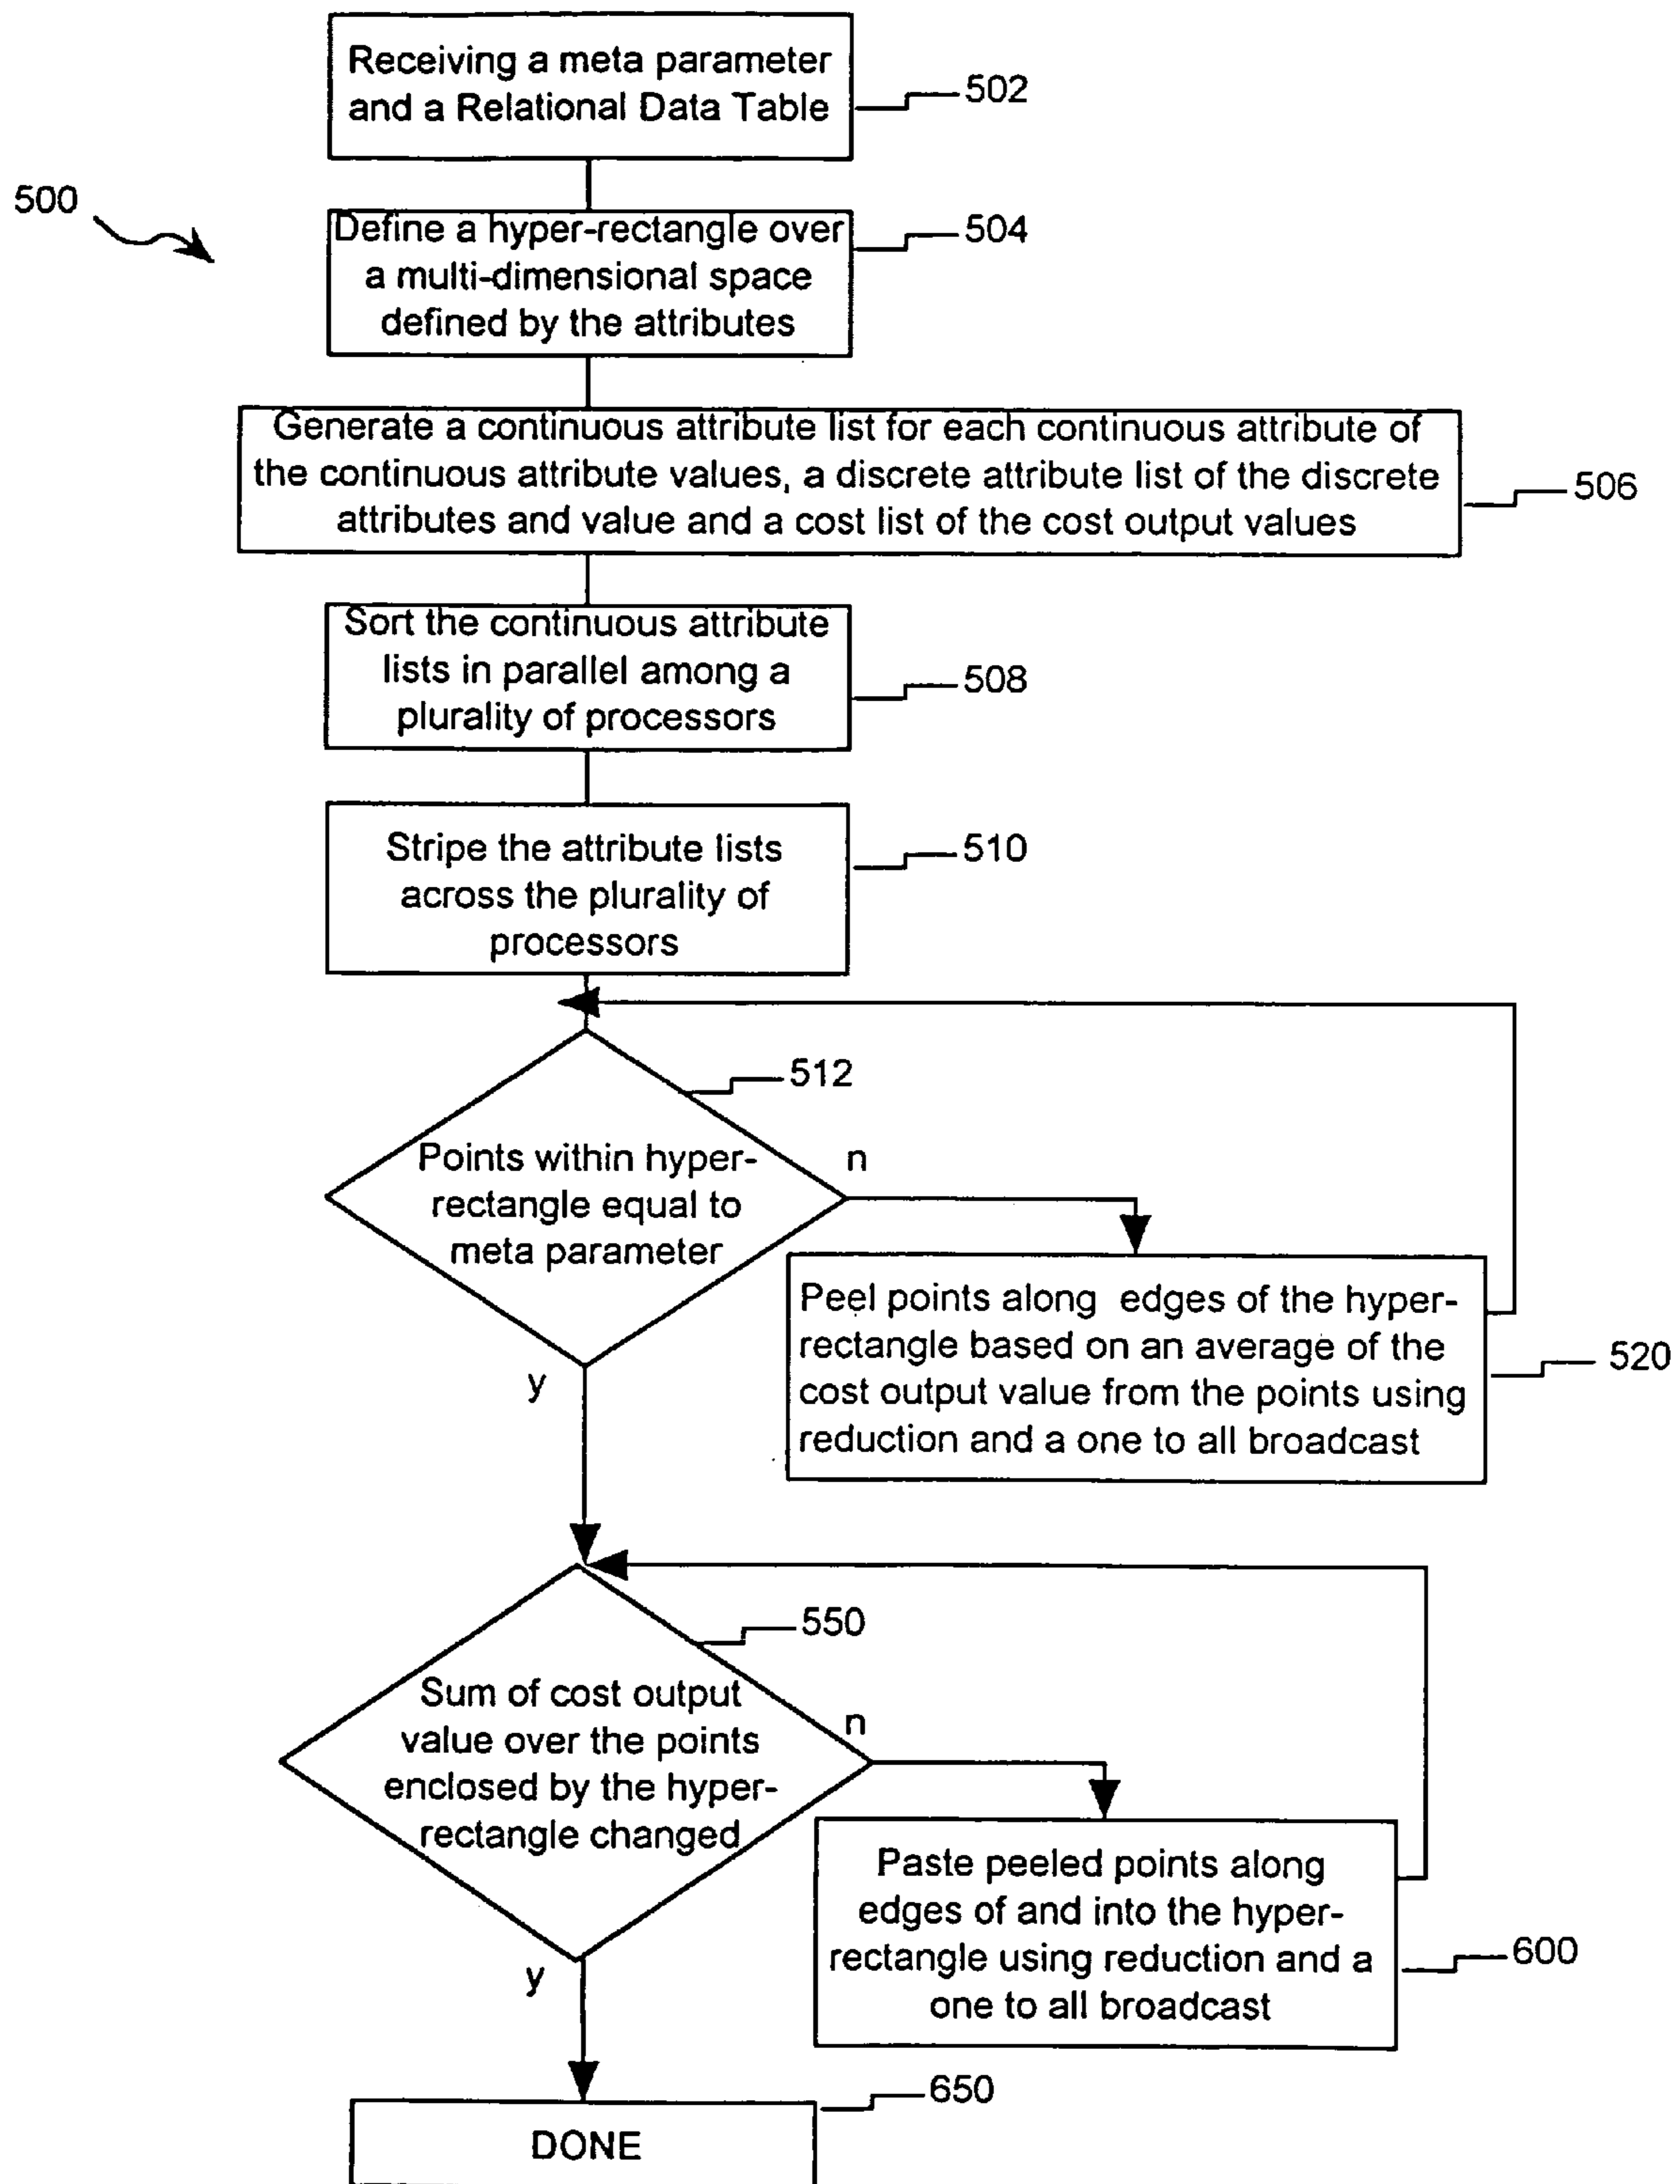 Receiving a meta parameter
and a Relational Data Table
502
500
Define a hyper-rectangle over
a multi-dimensional space
defined by the attributes
504
Generate a continuous attribute list for each continuous attribute of
the continuous attribute values, a discrete attribute list of the discrete
attributes and value and a cost list of the cost output values
506
Sort the continuous attribute
lists in parallel among a
plurality of processors
508
Stripe the attribute lists
across the plurality of
processors
510
512
Points within hyper-
rectangle equal to
meta parameter
n
y
Peel points along edges of the hyper-
rectangle based on an average of the
cost output value from the points using
reduction and a one to all broadcast
520
550
Sum of cost output
value over the points
enclosed by the hyper-
rectangle changed
n
y
Paste peeled points along
edges of and into the hyper-
rectangle using reduction and a
one to all broadcast
600
650
DONE